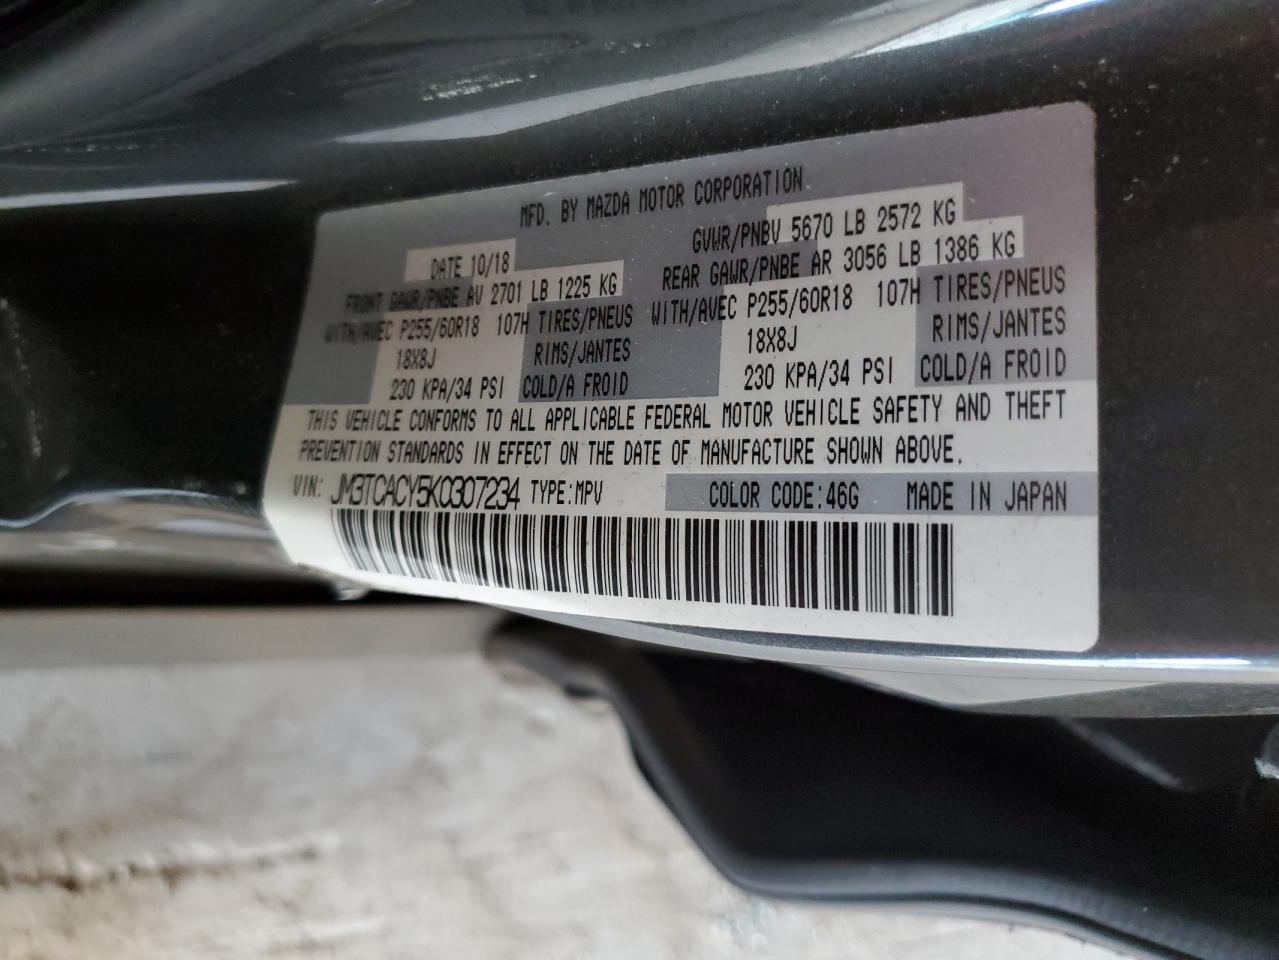 MFD. BY MAZDA MOTOR CORPORATION
DATE 10/18 GVWR/PNBV 5670 LB 2572 KG
FRONT GAWR/PNBE AV 2701 LB 1225 KG REAR GAWR/PNBE AR 3056 LB 1386 KG
WITH/AVEC P255/60R18 107H TIRES/PNEUS WITH/AVEC P255/60R18 107H TIRES/PNEUS
18X8J RIMS/JANTES 18X8J RIMS/JANTES
230 KPA/34 PSI COLD/A FROID 230 KPA/34 PSI COLD/A FROID
THIS VEHICLE CONFORMS TO ALL APPLICABLE FEDERAL MOTOR VEHICLE SAFETY AND THEFT
PREVENTION STANDARDS IN EFFECT ON THE DATE OF MANUFACTURE SHOWN ABOVE.
VIN: JM3TCACY5K0307234 TYPE:MPV COLOR CODE:46G MADE IN JAPAN